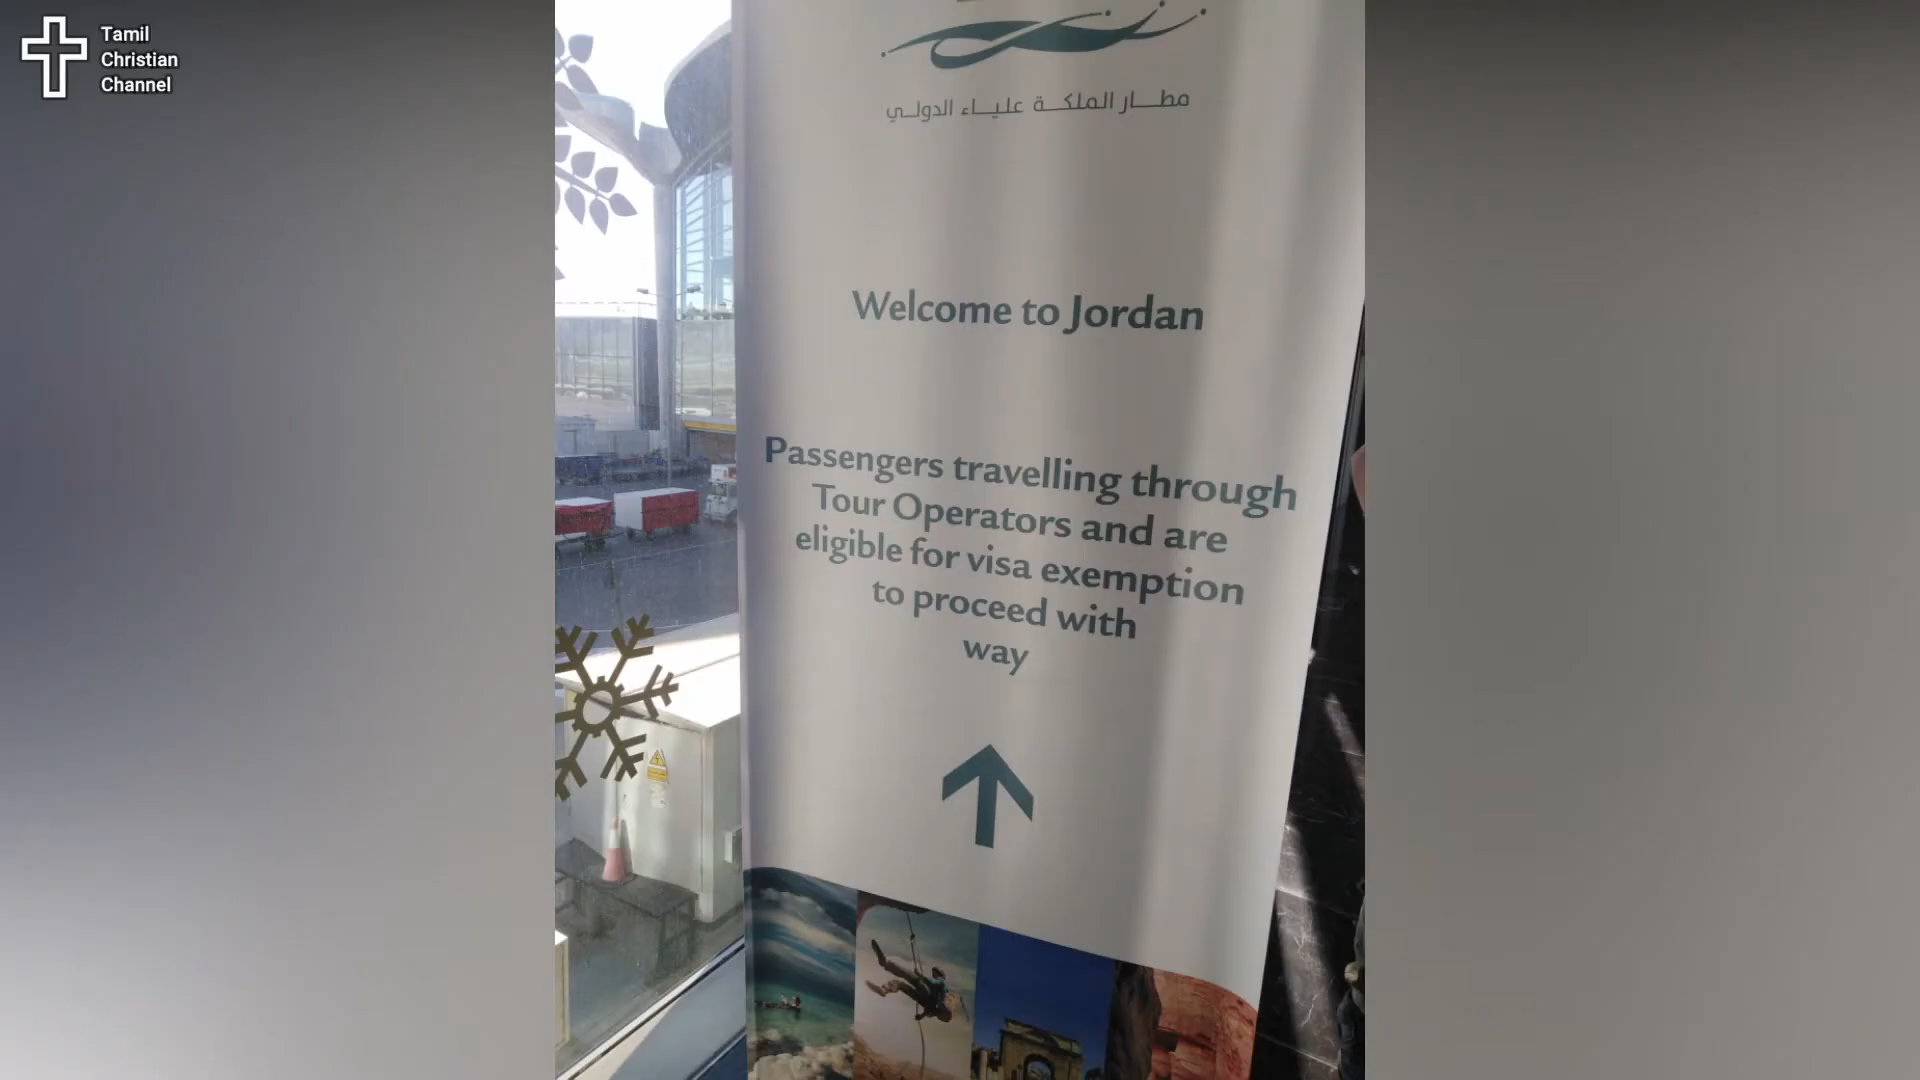 Tamil
Christian
Channel
مطار الملكة علياء الدولي
Welcome to Jordan
Passengers travelling through
Tour Operators and are
eligible for visa exemption
to proceed with
way